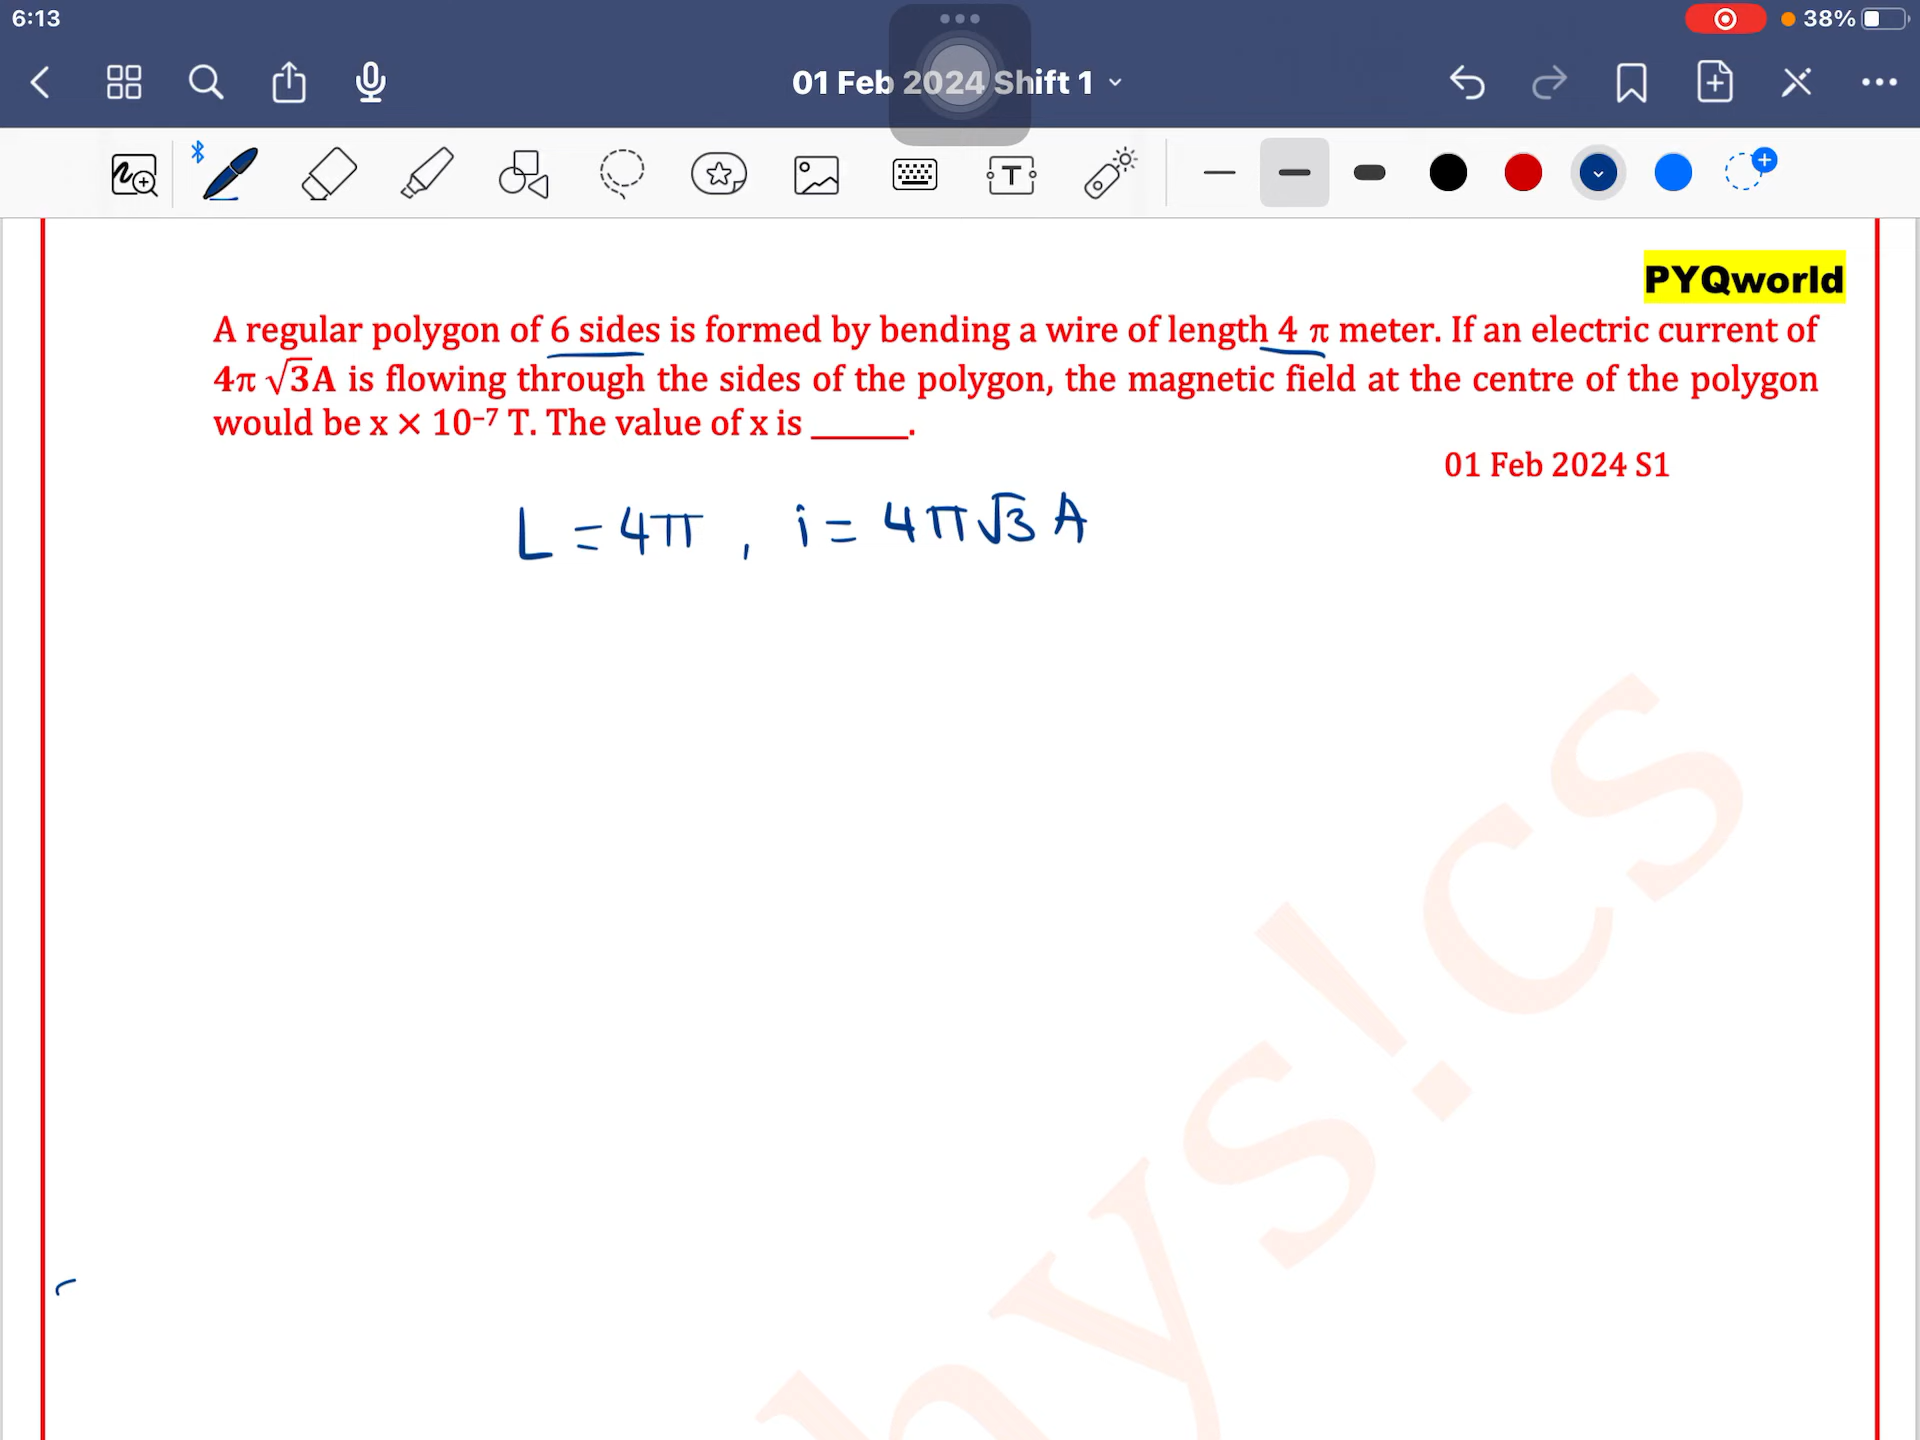 6:13
38%
01 Feb 2024 Shift 1
T
PYQworld
A regular polygon of 6 sides is formed by bending a wire of length 4 π meter. If an electric current of
4π √3A is flowing through the sides of the polygon, the magnetic field at the centre of the polygon
would be x × 10⁻⁷ T. The value of x is ______.
01 Feb 2024 S1
L = 4π , i = 4π√3 A
hys!cs